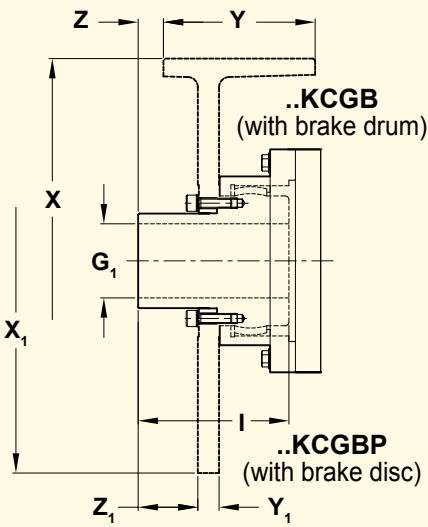 Z Y
..KCGB
(with brake drum)
X
G₁
X₁
I
..KCGBP
(with brake disc)
Z₁ Y₁